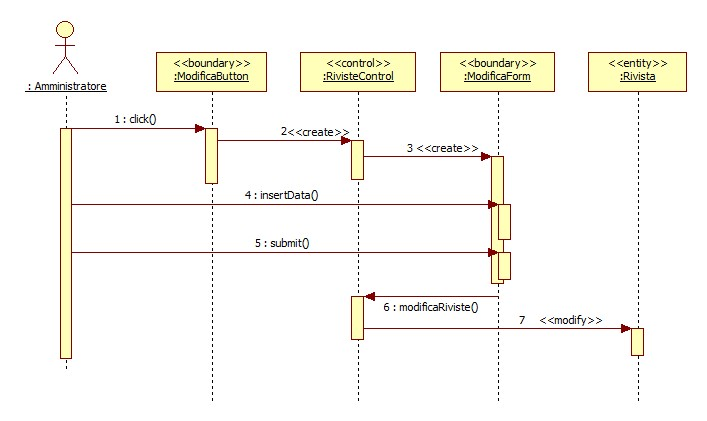 <<boundary>>
:ModificaButton
<<control>>
:RivisteControl
<<boundary>>
:ModificaForm
<<entity>>
:Rivista
: Amministratore
1 : click()
2<<create>>
3 <<create>>
4 : insertData()
5 : submit()
6 : modificaRiviste()
7 <<modify>>